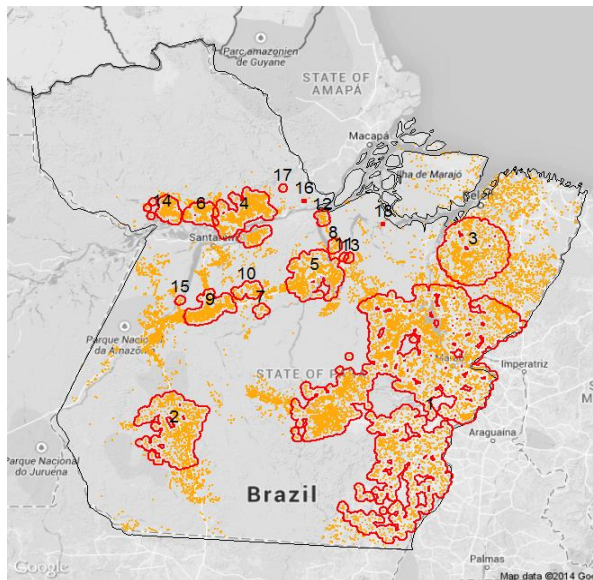 Parc amazonien
de Guyane
STATE OF
AMAPÁ
Macapá
17
16
14
6
4
12
18
Ilha de Marajó
Belém
Santarém
8
11
13
3
5
15
10
9
7
Parque Nacional
da Amazônia
STATE OF P
Imperatriz
1
2
Araguaína
Parque Nacional
do Juruena
Brazil
Palmas
Google
Map data ©2014 Goo